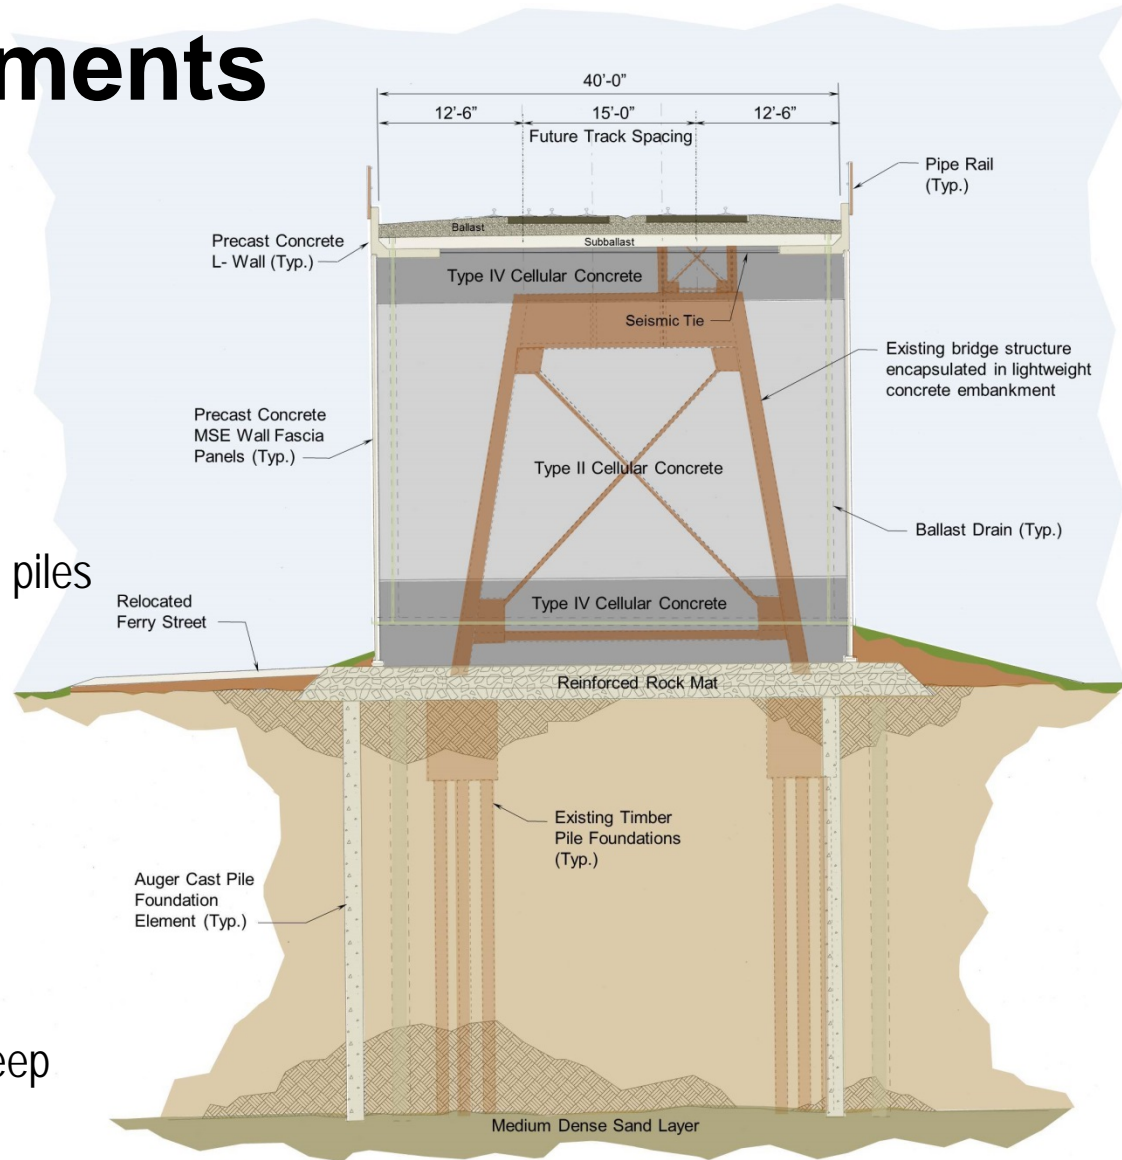 ments
40'-0"
12'-6" 15'-0" 12'-6"
Future Track Spacing
Pipe Rail
(Typ.)
Precast Concrete
L- Wall (Typ.)
Ballast
Subballast
Type IV Cellular Concrete
Seismic Tie
Existing bridge structure
encapsulated in lightweight
concrete embankment
Precast Concrete
MSE Wall Fascia
Panels (Typ.)
Type II Cellular Concrete
Ballast Drain (Typ.)
piles
Relocated
Ferry Street
Type IV Cellular Concrete
Reinforced Rock Mat
Existing Timber
Pile Foundations
(Typ.)
Auger Cast Pile
Foundation
Element (Typ.)
eep
Medium Dense Sand Layer